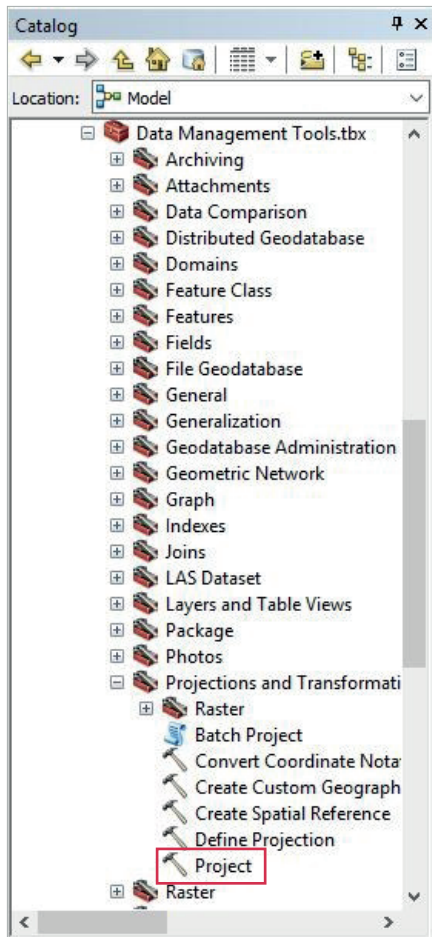 Catalog
Location: Model
Data Management Tools.tbx
Archiving
Attachments
Data Comparison
Distributed Geodatabase
Domains
Feature Class
Features
Fields
File Geodatabase
General
Generalization
Geodatabase Administration
Geometric Network
Graph
Indexes
Joins
LAS Dataset
Layers and Table Views
Package
Photos
Projections and Transformati
Raster
Batch Project
Convert Coordinate Nota
Create Custom Geograph
Create Spatial Reference
Define Projection
Project
Raster